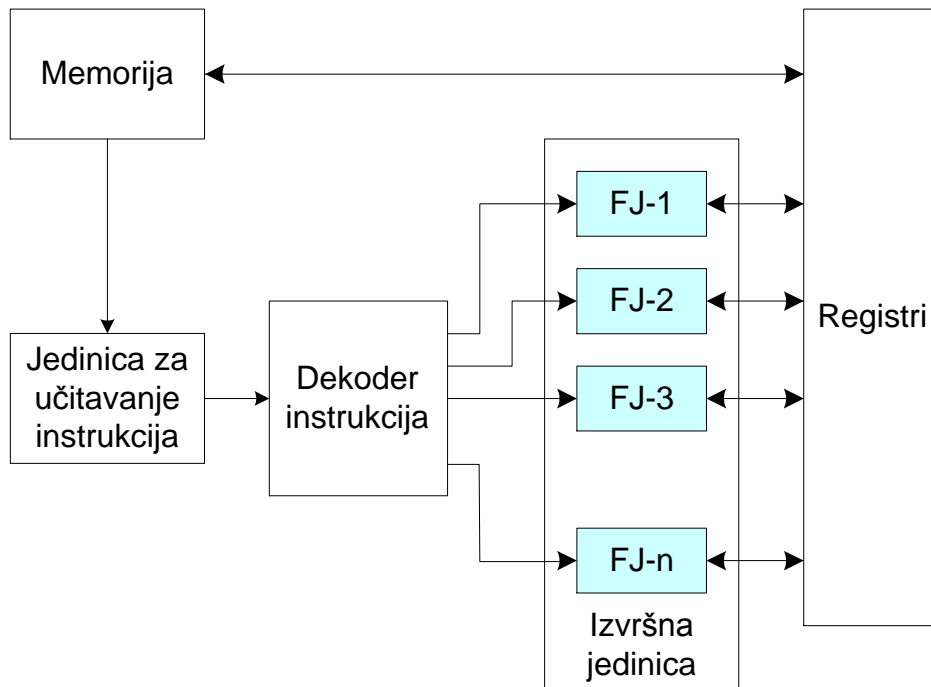 Memorija
Jedinica za
učitavanje
instrukcija
Dekoder
instrukcija
FJ-1
FJ-2
FJ-3
FJ-n
Izvršna
jedinica
Registri